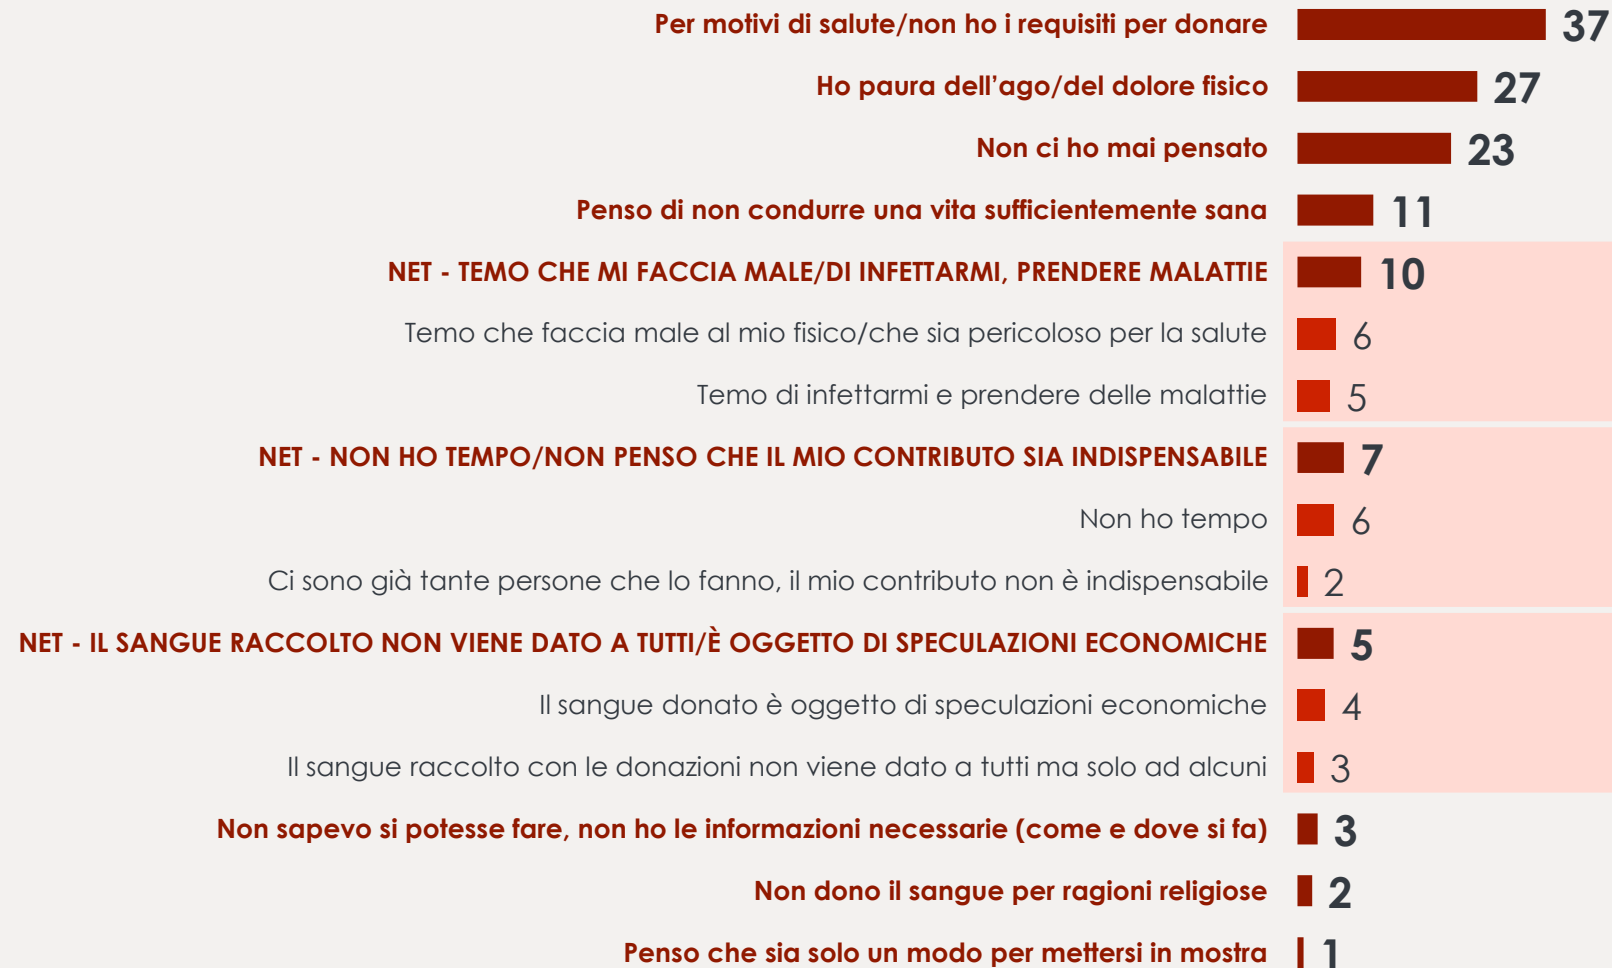 Per motivi di salute/non ho i requisiti per donare 37
Ho paura dell’ago/del dolore fisico 27
Non ci ho mai pensato 23
Penso di non condurre una vita sufficientemente sana 11
NET - TEMO CHE MI FACCIA MALE/DI INFETTARMI, PRENDERE MALATTIE 10
Temo che faccia male al mio fisico/che sia pericoloso per la salute 6
Temo di infettarmi e prendere delle malattie 5
NET - NON HO TEMPO/NON PENSO CHE IL MIO CONTRIBUTO SIA INDISPENSABILE 7
Non ho tempo 6
Ci sono già tante persone che lo fanno, il mio contributo non è indispensabile 2
NET - IL SANGUE RACCOLTO NON VIENE DATO A TUTTI/È OGGETTO DI SPECULAZIONI ECONOMICHE 5
Il sangue donato è oggetto di speculazioni economiche 4
Il sangue raccolto con le donazioni non viene dato a tutti ma solo ad alcuni 3
Non sapevo si potesse fare, non ho le informazioni necessarie (come e dove si fa) 3
Non dono il sangue per ragioni religiose 2
Penso che sia solo un modo per mettersi in mostra 1